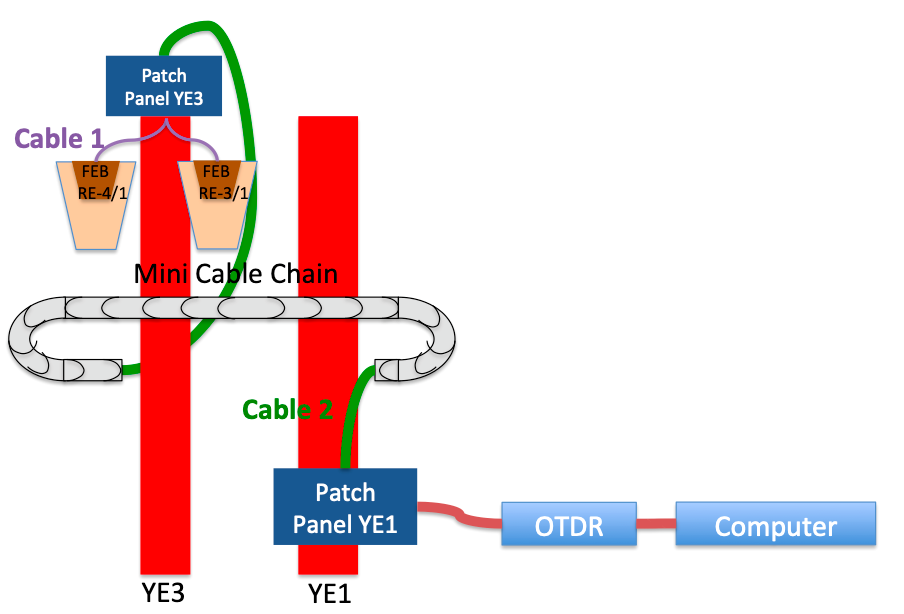 Patch
Panel YE3
Cable 1
FEB
RE-4/1
FEB
RE-3/1
Mini Cable Chain
Cable 2
Patch
Panel YE1
OTDR
Computer
YE3
YE1